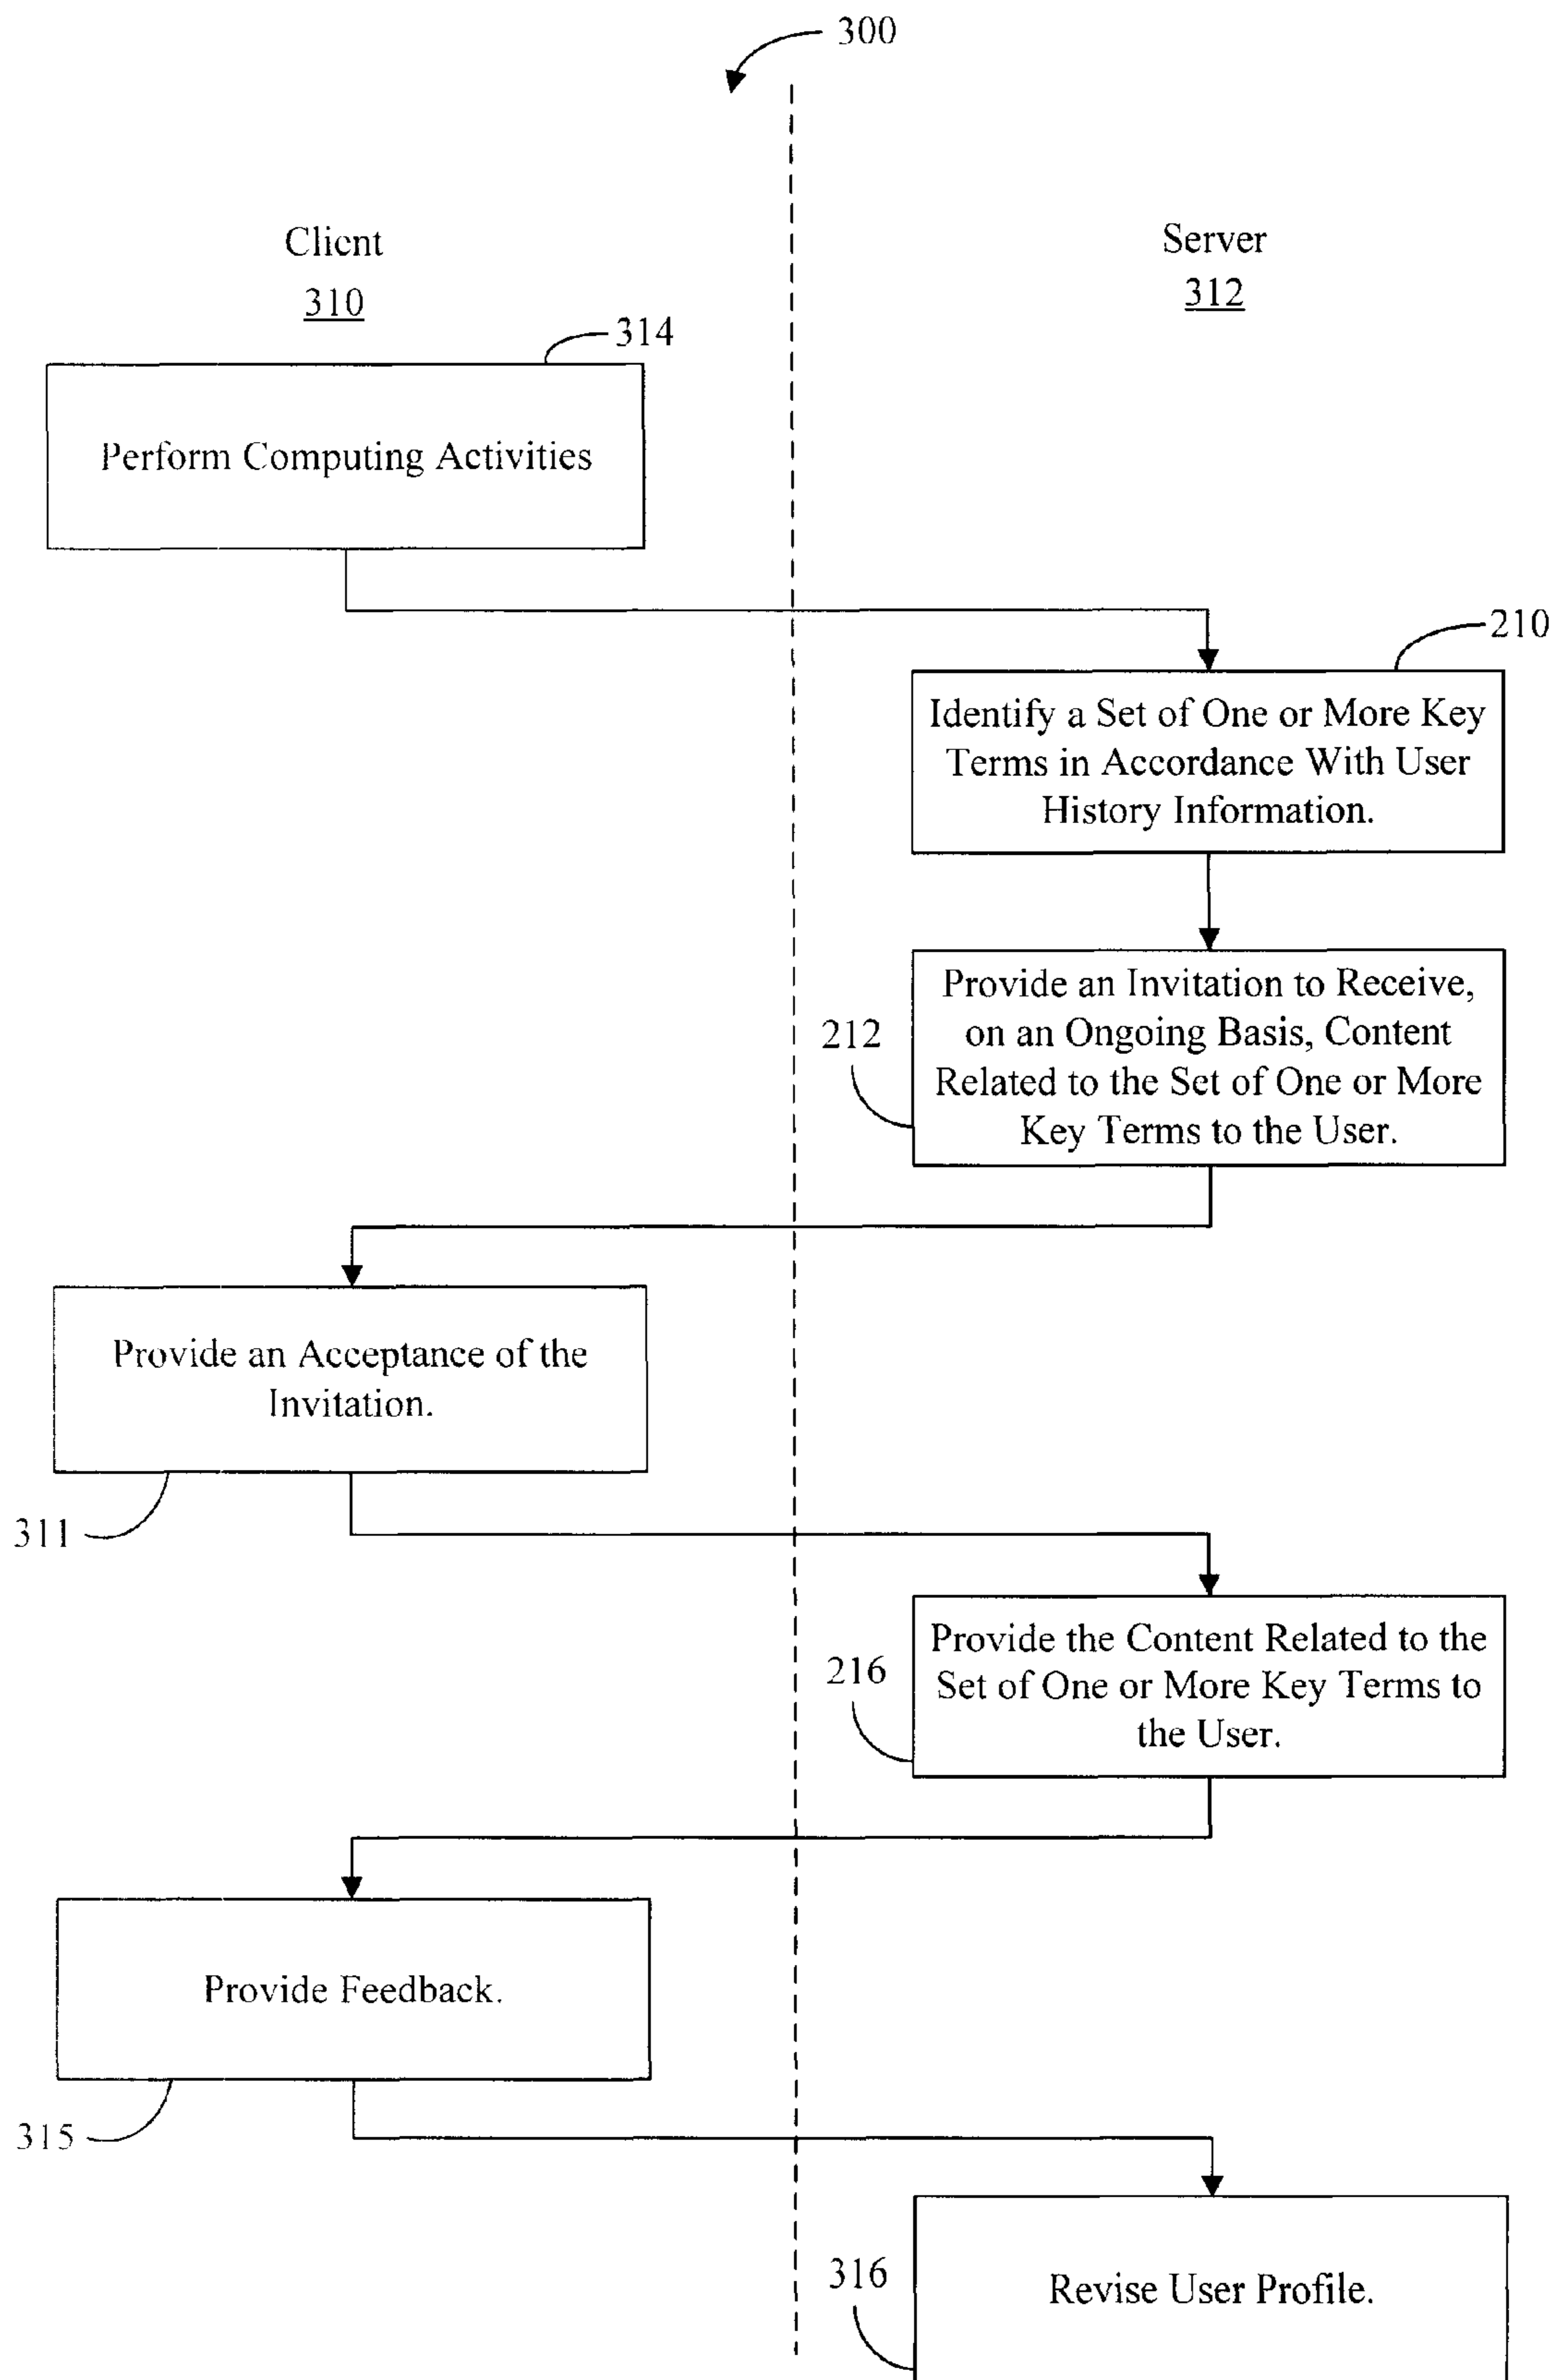 300
Client
310
Server
312
314
Perform Computing Activities
210
Identify a Set of One or More Key
Terms in Accordance With User
History Information.
212
Provide an Invitation to Receive,
on an Ongoing Basis, Content
Related to the Set of One or More
Key Terms to the User.
Provide an Acceptance of the
Invitation.
311
216
Provide the Content Related to the
Set of One or More Key Terms to
the User.
Provide Feedback.
315
316
Revise User Profile.